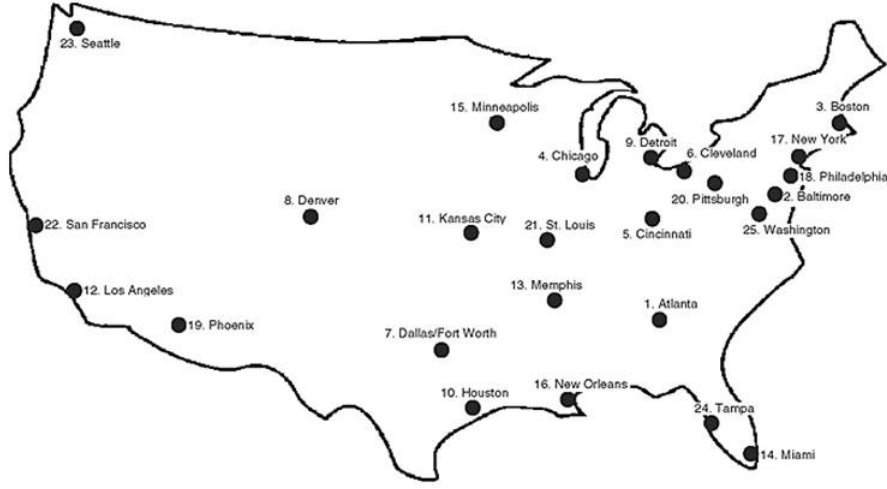 23. Seattle
15. Minneapolis
3. Boston
9. Detroit
17. New York
4. Chicago
6. Cleveland
18. Philadelphia
20. Pittsburgh
2. Baltimore
8. Denver
11. Kansas City
21. St. Louis
5. Cincinnati
25. Washington
22. San Francisco
12. Los Angeles
13. Memphis
1. Atlanta
19. Phoenix
7. Dallas/Fort Worth
16. New Orleans
10. Houston
24. Tampa
14. Miami